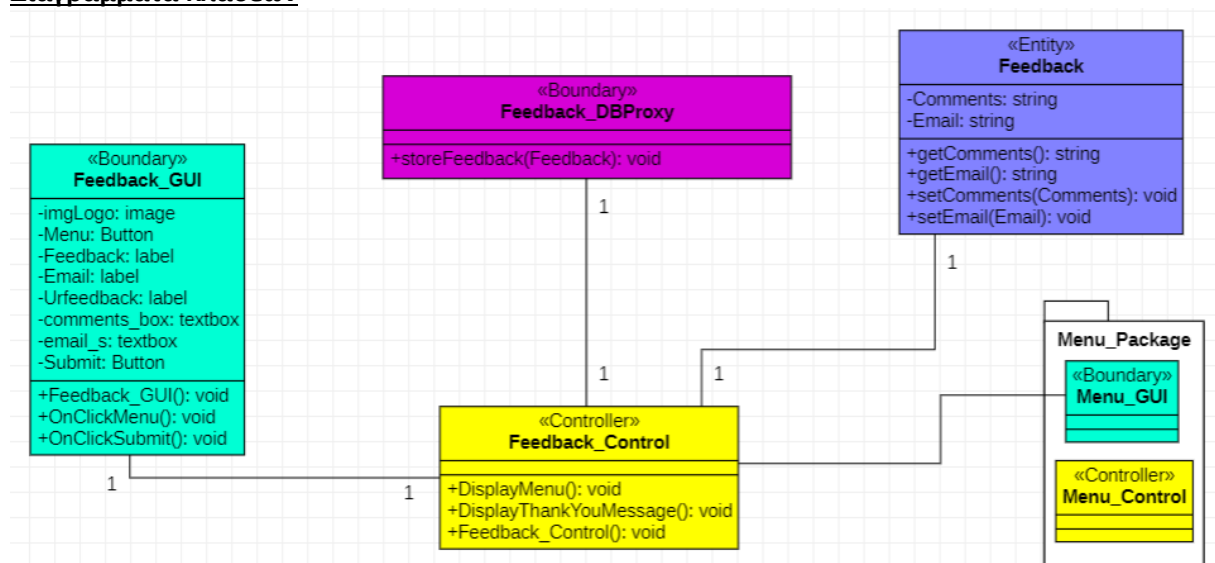 «Boundary»
Feedback_GUI
-imgLogo: image
-Menu: Button
-Feedback: label
-Email: label
-Urfeedback: label
-comments_box: textbox
-email_s: textbox
-Submit: Button
+Feedback_GUI(): void
+OnClickMenu(): void
+OnClickSubmit(): void
«Boundary»
Feedback_DBProxy
+storeFeedback(Feedback): void
«Entity»
Feedback
-Comments: string
-Email: string
+getComments(): string
+getEmail(): string
+setComments(Comments): void
+setEmail(Email): void
1
1
1
1
1
1
«Controller»
Feedback_Control
+DisplayMenu(): void
+DisplayThankYouMessage(): void
+Feedback_Control(): void
Menu_Package
«Boundary»
Menu_GUI
«Controller»
Menu_Control